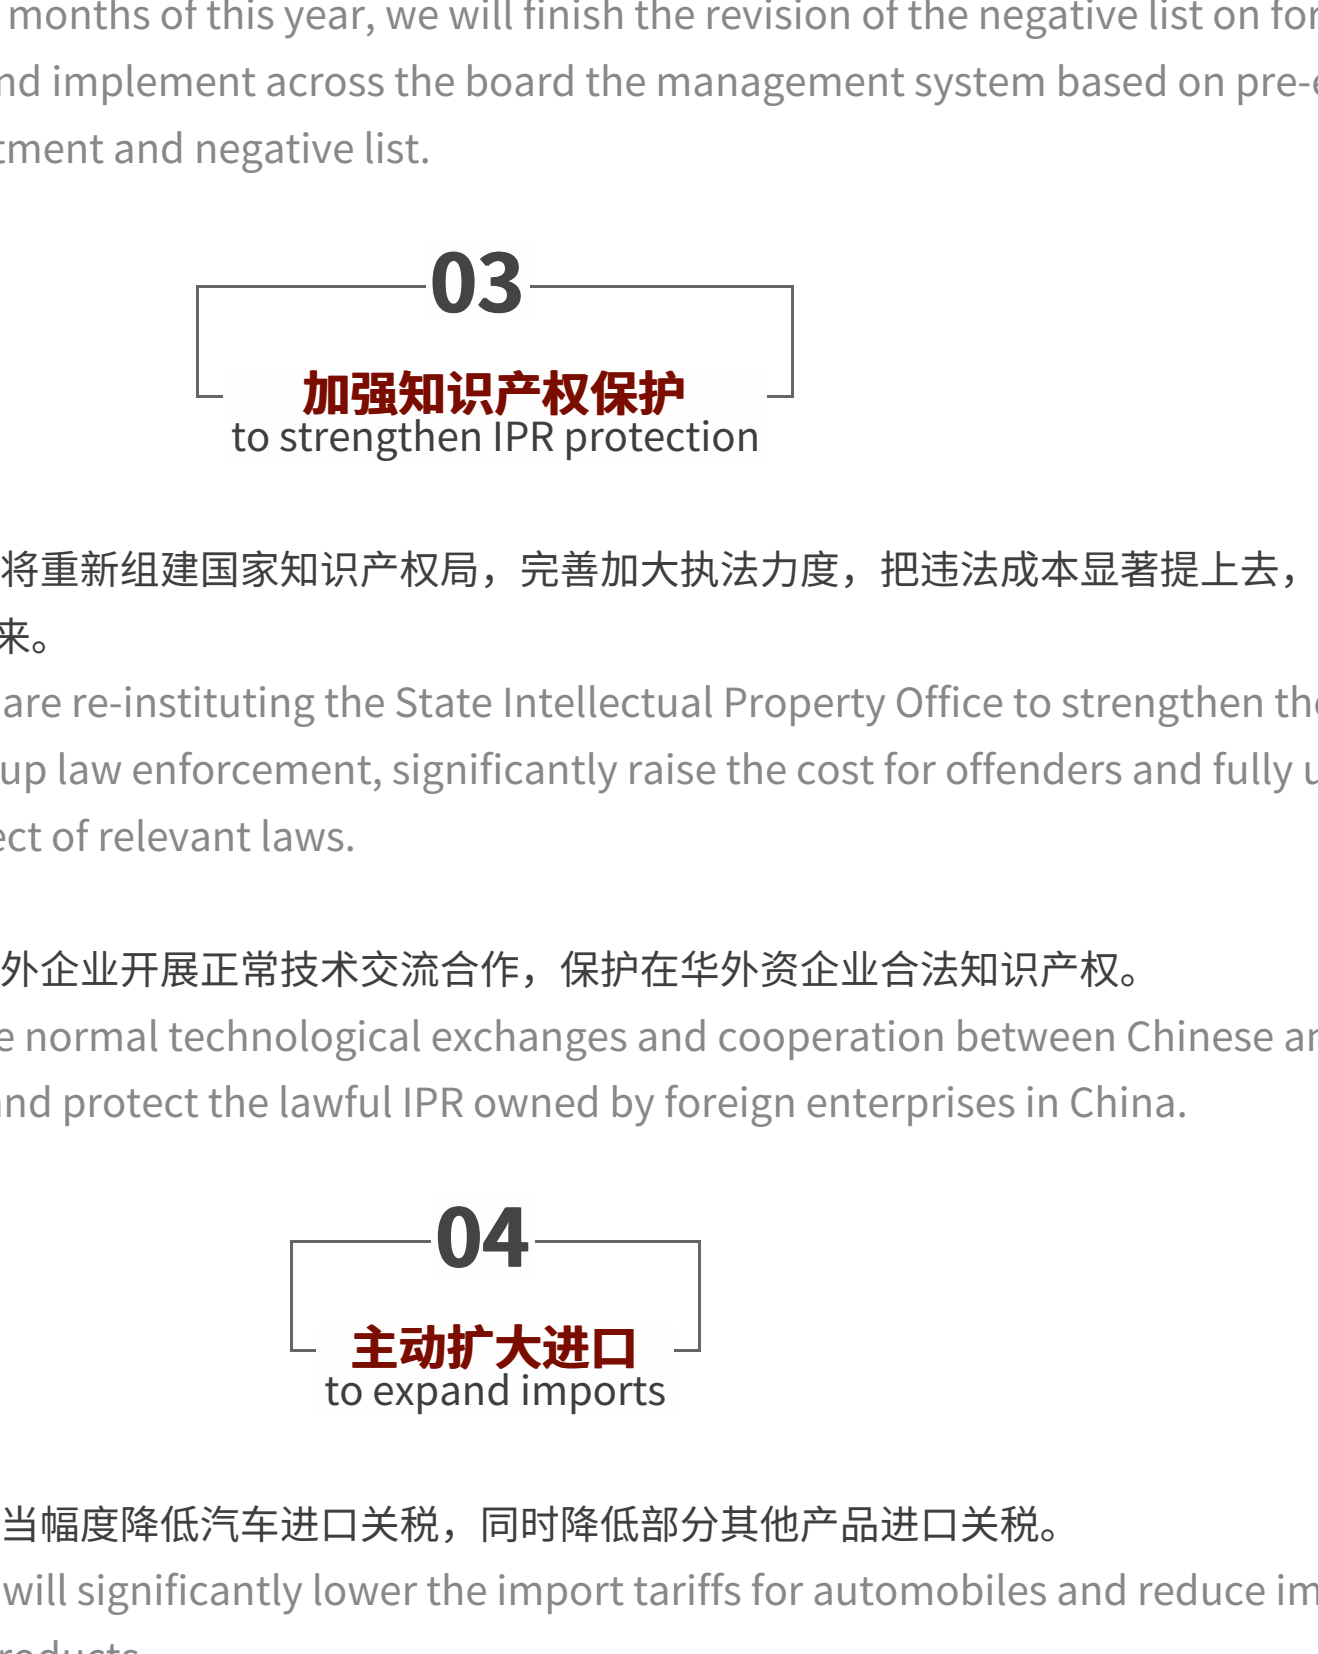 months of this year, we will finish the revision of the negative list on for
nd implement across the board the management system based on pre-e
tment and negative list.
03
加强知识产权保护
to strengthen IPR protection
将重新组建国家知识产权局，完善加大执法力度，把违法成本显著提上去，
来。
are re-instituting the State Intellectual Property Office to strengthen the
up law enforcement, significantly raise the cost for offenders and fully u
ect of relevant laws.
外企业开展正常技术交流合作，保护在华外资企业合法知识产权。
e normal technological exchanges and cooperation between Chinese an
and protect the lawful IPR owned by foreign enterprises in China.
04
主动扩大进口
to expand imports
当幅度降低汽车进口关税，同时降低部分其他产品进口关税。
will significantly lower the import tariffs for automobiles and reduce im
roducts